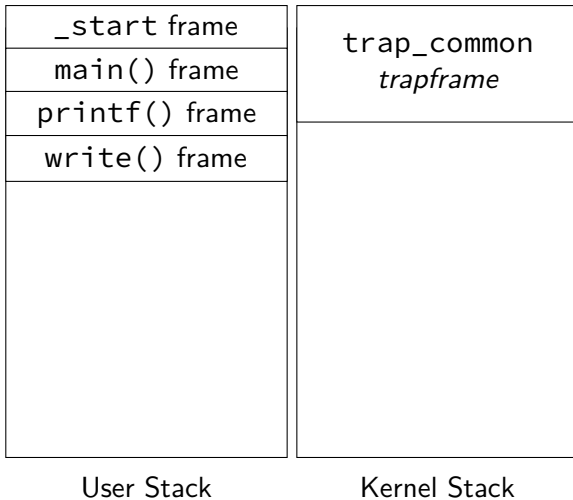 _start frame
main() frame
printf() frame
write() frame
trap_common
trapframe
User Stack
Kernel Stack